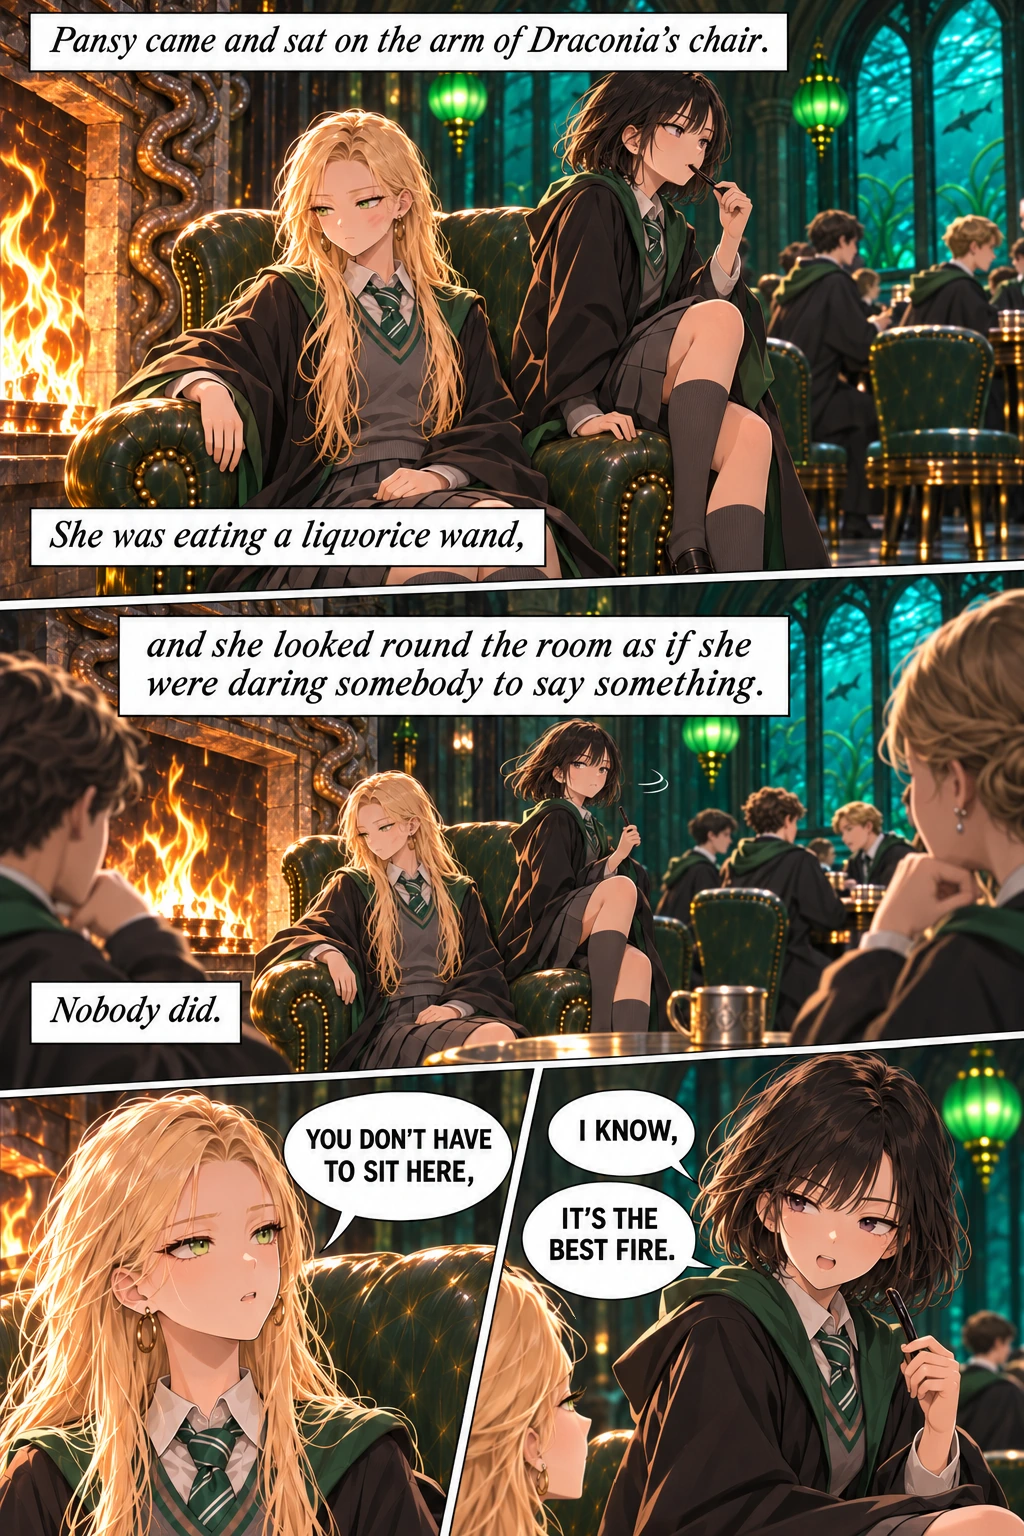 Pansy came and sat on the arm of Draconia's chair.
She was eating a liqvorice wand,
and she looked round the room as if she
were daring somebody to say something.
Nobody did.
YOU DON'T HAVE
TO SIT HERE,
I KNOW,
IT'S THE
BEST FIRE.